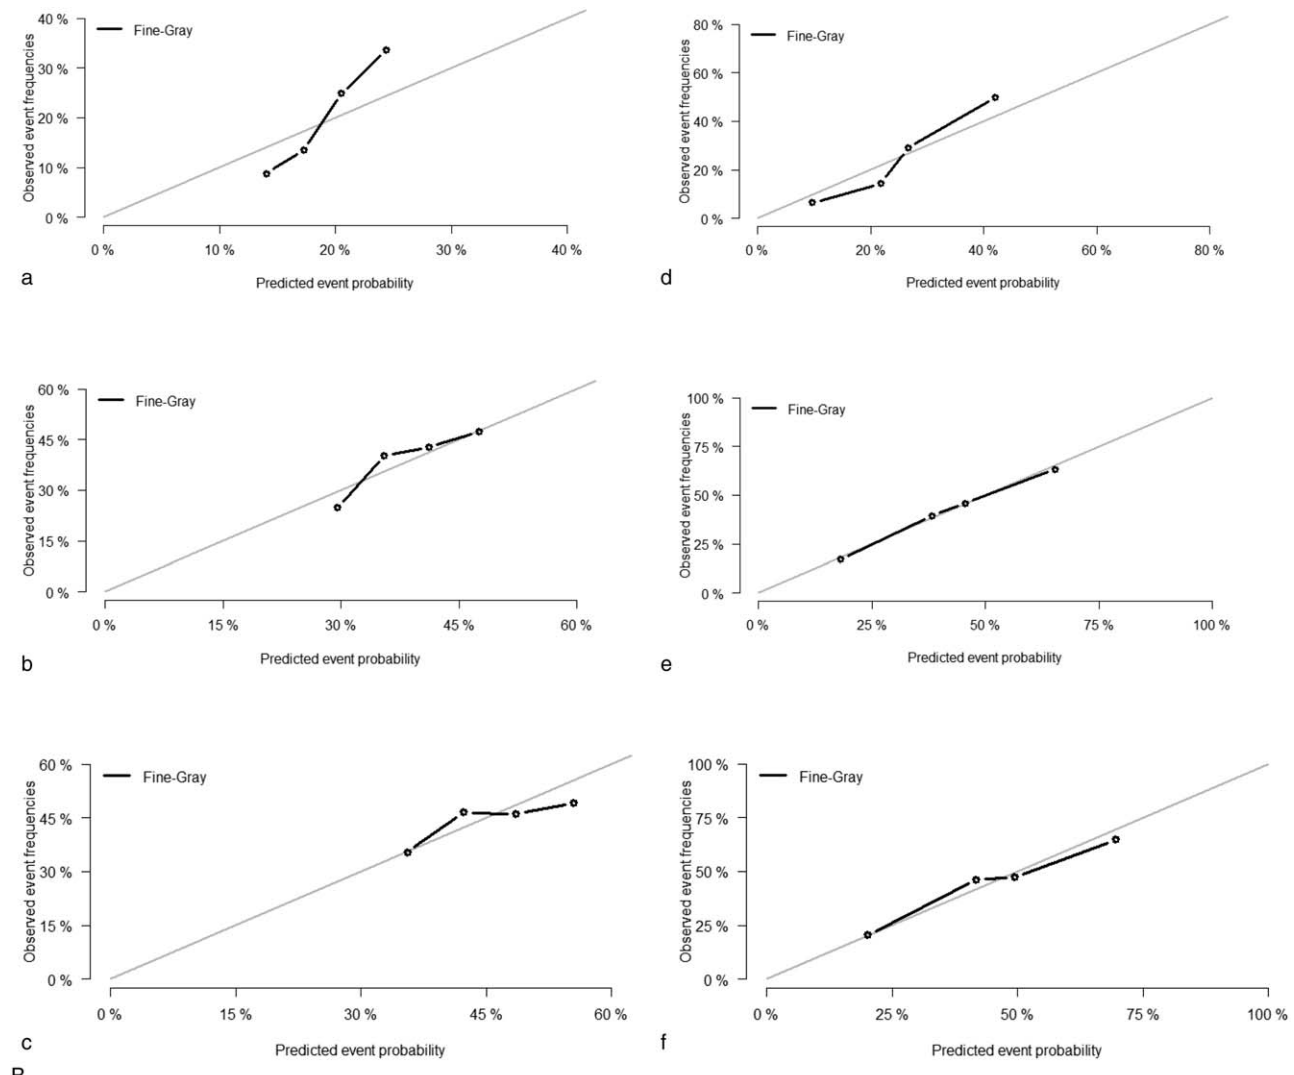 40 %
Fine-Gray
30 %
20 %
10 %
0 %
Observed event frequencies
0 %
10 %
20 %
30 %
40 %
Predicted event probability
a
80 %
Fine-Gray
60 %
40 %
20 %
0 %
Observed event frequencies
0 %
20 %
40 %
60 %
80 %
Predicted event probability
d
60 %
Fine-Gray
45 %
30 %
15 %
0 %
Observed event frequencies
0 %
15 %
30 %
45 %
60 %
Predicted event probability
b
100 %
Fine-Gray
75 %
50 %
25 %
0 %
Observed event frequencies
0 %
25 %
50 %
75 %
100 %
Predicted event probability
e
60 %
Fine-Gray
45 %
30 %
15 %
0 %
Observed event frequencies
0 %
15 %
30 %
45 %
60 %
Predicted event probability
c
100 %
Fine-Gray
75 %
50 %
25 %
0 %
Observed event frequencies
0 %
25 %
50 %
75 %
100 %
Predicted event probability
f